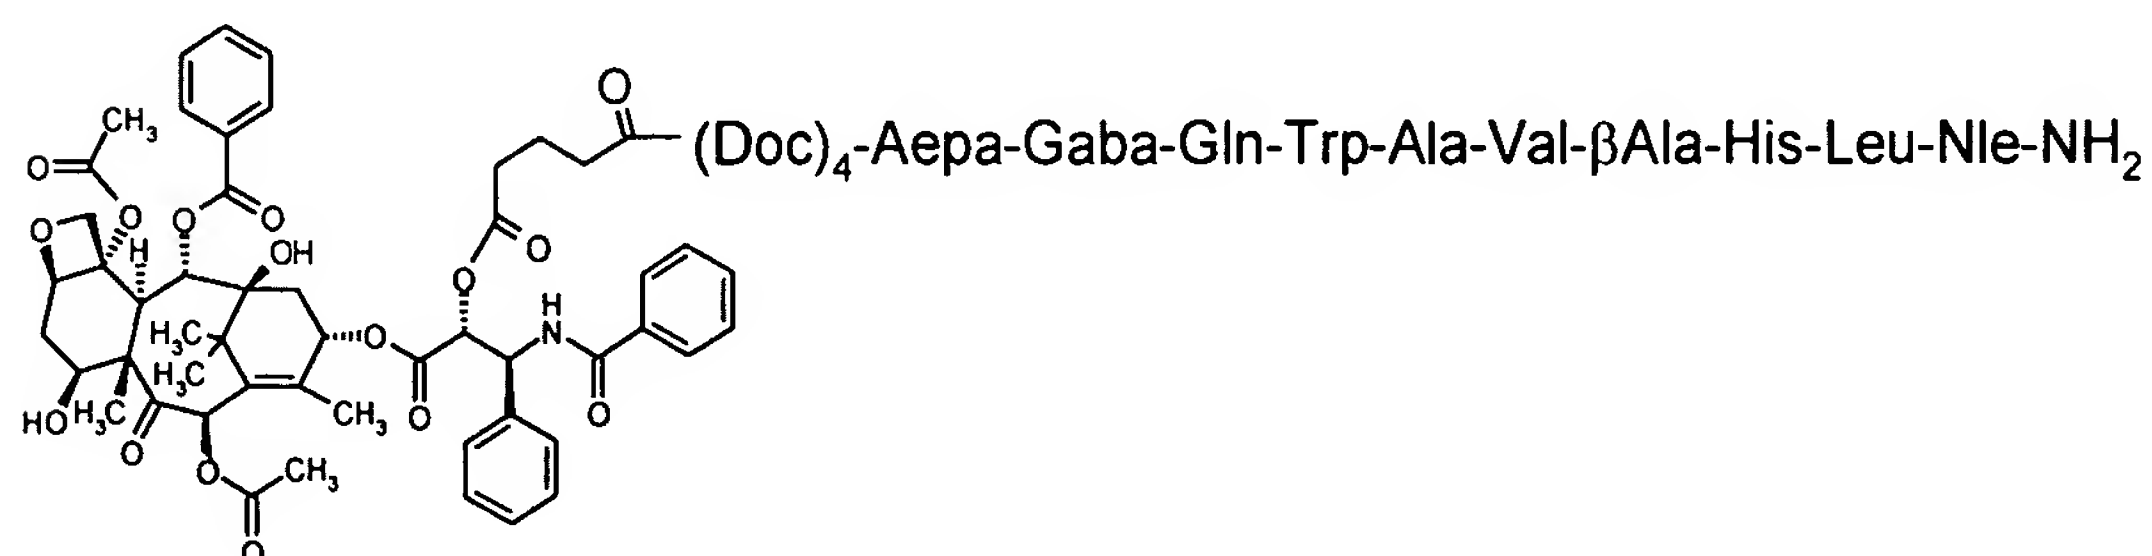 O
(Doc)4-Aepa-Gaba-Gln-Trp-Ala-Val-βAla-His-Leu-Nle-NH2
CH3
O
O
O
O
O
H
OH
O
O
H
N
H3C
O
H3C
HO
H3C
CH3
O
O
O
O
CH3
O